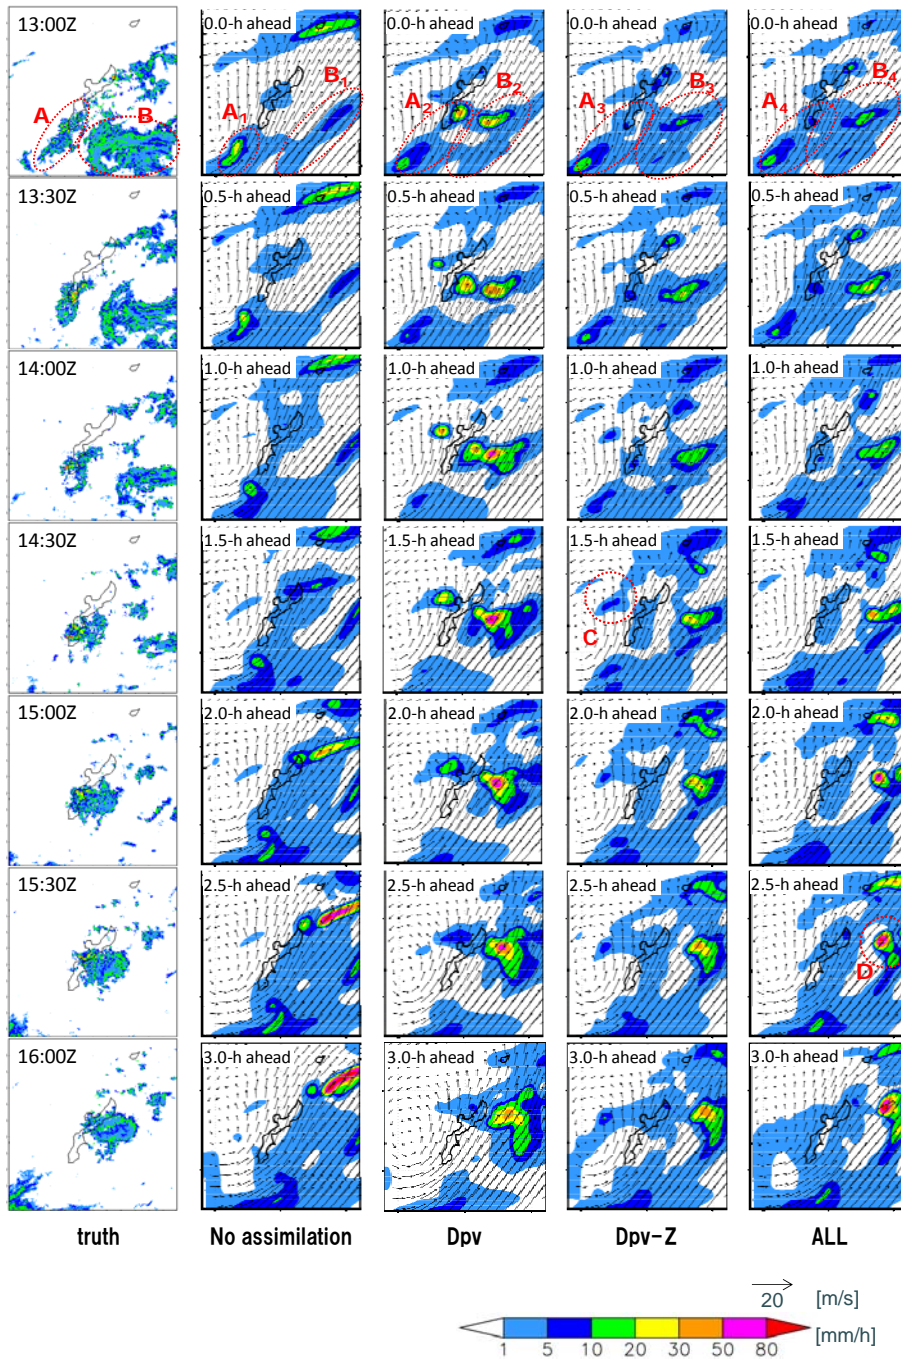 13:00Z 0.0-h ahead 0.0-h ahead 0.0-h ahead 0.0-h ahead
A B A1 B1 A2 B2 A3 B3 A4 B4
13:30Z 0.5-h ahead 0.5-h ahead 0.5-h ahead 0.5-h ahead
14:00Z 1.0-h ahead 1.0-h ahead 1.0-h ahead 1.0-h ahead
14:30Z 1.5-h ahead 1.5-h ahead 1.5-h ahead 1.5-h ahead
C
15:00Z 2.0-h ahead 2.0-h ahead 2.0-h ahead 2.0-h ahead
15:30Z 2.5-h ahead 2.5-h ahead 2.5-h ahead 2.5-h ahead
D
16:00Z 3.0-h ahead 3.0-h ahead 3.0-h ahead 3.0-h ahead
truth No assimilation Dpv Dpv-Z ALL
20 [m/s]
[mm/h]
1 5 10 20 30 50 80